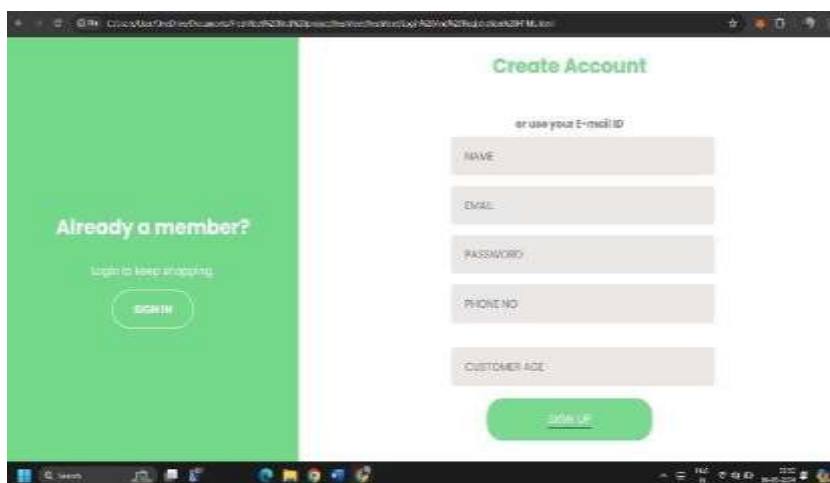 Create Account
or use your E-mail ID
NAME
EMAIL
Already a member?
PASSWORD
Login to keep shopping.
SIGN IN
PHONE NO
CUSTOMER AGE
SIGN UP
Search